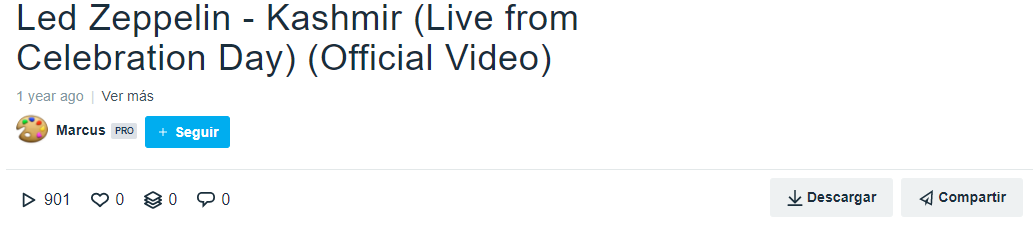 Led Zeppelin - Kashmir (Live from
Celebration Day) (Official Video)
1 year ago | Ver más
Marcus PRO + Seguir
901 0 0 0 Descargar Compartir